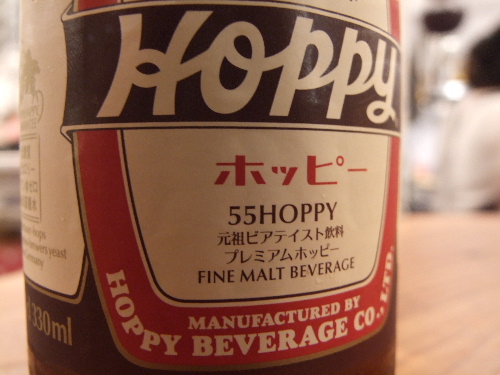 Hoppy
ホッピー
55HOPPY
元祖ビアテイスト飲料
プレミアムホッピー
FINE MALT BEVERAGE
MANUFACTURED BY
HOPPY BEVERAGE CO., LTD.
330ml